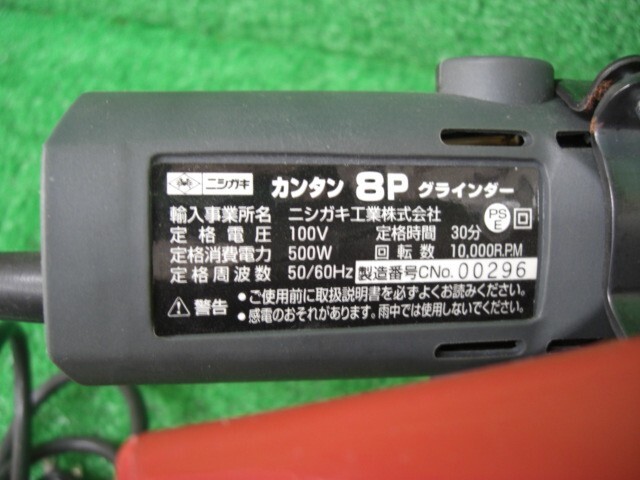 ニシガキ カンタン 8P グラインダー
輸入事業所名 ニシガキ工業株式会社 PSE
定格電圧 100V 定格時間 30分
定格消費電力 500W 回転数 10,000R.P.M
定格周波数 50/60Hz 製造番号CNo.00296
警告 •ご使用前に取扱説明書を必ずよくお読みください。
•感電のおそれがあります。雨中では使用しないでください。